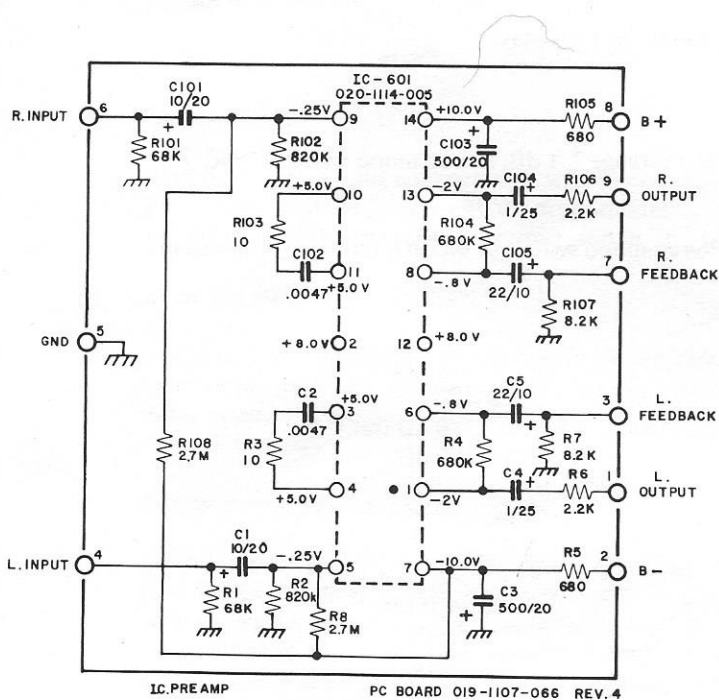 IC-601
020-1114-005
C101
10/20
R. INPUT
6
+
R101
68K
R102
820K
-.25V
9
14
+10.0V
C103
500/20
+
R105
680
8
B+
+5.0V
10
R103
10
C102
.0047
11
+5.0V
13
-2V
C104
+
1/25
R106
2.2K
9
R.
OUTPUT
R104
680K
8
-.8V
C105
+
22/10
R107
8.2K
7
R.
FEEDBACK
GND
5
+8.0V
2
12
+8.0V
C2
.0047
+5.0V
3
R3
10
4
+5.0V
6
-.8V
C5
22/10
+
R7
8.2K
3
L.
FEEDBACK
R4
680K
1
-2V
C4
+
1/25
R6
2.2K
1
L.
OUTPUT
R108
2.7M
L. INPUT
4
C1
10/20
+
R1
68K
R2
820k
-.25V
5
R8
2.7M
7
-10.0V
C3
500/20
+
R5
680
2
B-
I.C. PREAMP
PC BOARD 019-1107-066 REV. 4